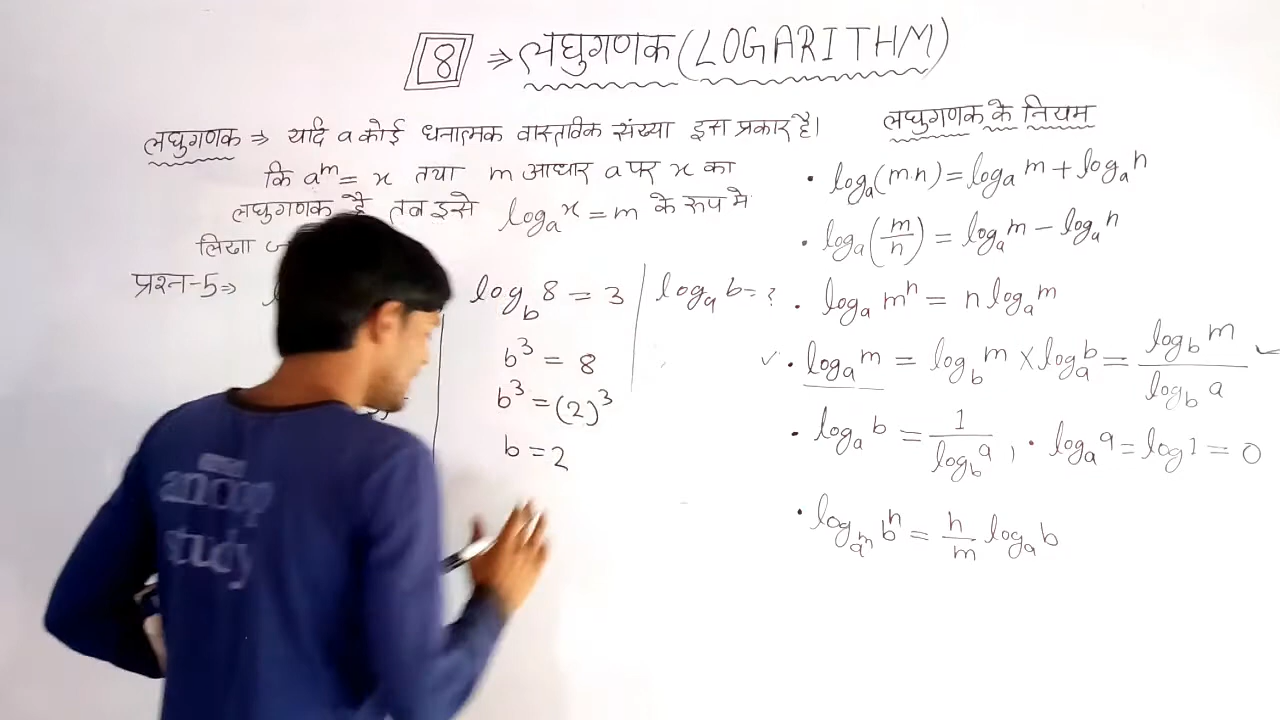 8 ⇒ लघुगणक (LOGARITHM)
लघुगणक ⇒ यदि a कोई धनात्मक वास्तविक संख्या इस प्रकार है।
कि a^m = x तथा m आधार a पर x का
लघुगणक है तब इसे log_a x = m के रूप मे
लिखा
प्रश्न-5 ⇒
log_b 8 = 3
b^3 = 8
b^3 = (2)^3
b = 2
log_a b = ?
लघुगणक के नियम
• log_a (m·n) = log_a m + log_a n
• log_a (m/n) = log_a m - log_a n
• log_a m^n = n log_a m
✓ • log_a m = log_b m × log_a b = log_b m / log_b a ✓
• log_a b = 1 / log_b a , • log_a a = log 1 = 0
• log_{a^m} b^n = n/m log_a b
ancop
study